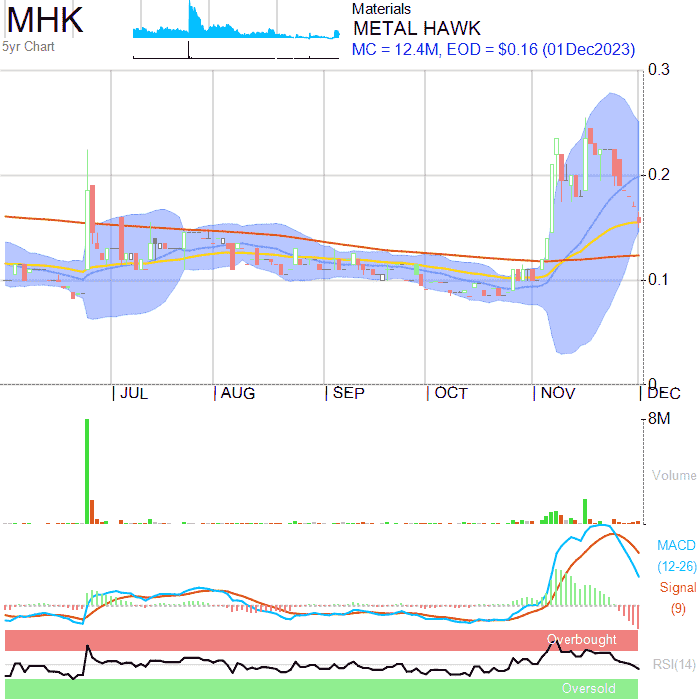 MHK
5yr Chart
Materials
METAL HAWK
MC = 12.4M, EOD = $0.16 (01Dec2023)
0.3
0.2
0.1
0
JUL
AUG
SEP
OCT
NOV
DEC
8M
Volume
MACD
(12-26)
Signal
(9)
Overbought
RSI(14)
Oversold